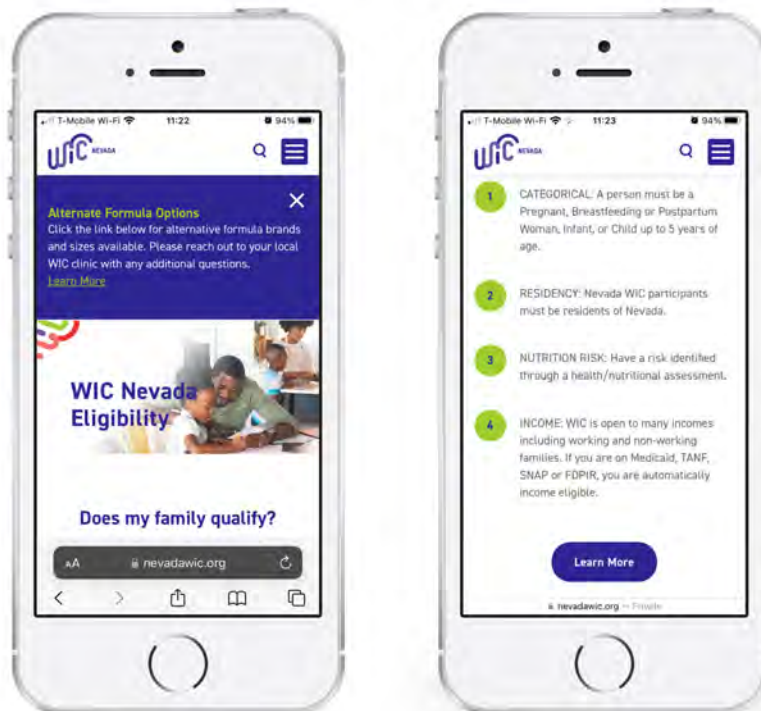 T-Mobile Wi-Fi 11:22 94%
WIC NEVADA
Alternate Formula Options
Click the link below for alternative formula brands
and sizes available. Please reach out to your local
WIC clinic with any additional questions.
Learn More
WIC Nevada
Eligibility
Does my family qualify?
AA nevadawic.org
T-Mobile Wi-Fi 11:23 94%
WIC NEVADA
1 CATEGORICAL: A person must be a
Pregnant, Breastfeeding or Postpartum
Woman, Infant, or Child up to 5 years of
age.
2 RESIDENCY: Nevada WIC participants
must be residents of Nevada.
3 NUTRITION RISK: Have a risk identified
through a health/nutritional assessment.
4 INCOME: WIC is open to many incomes
including working and non-working
families. If you are on Medicaid, TANF,
SNAP or FDPIR, you are automatically
income eligible.
Learn More
nevadawic.org — Private